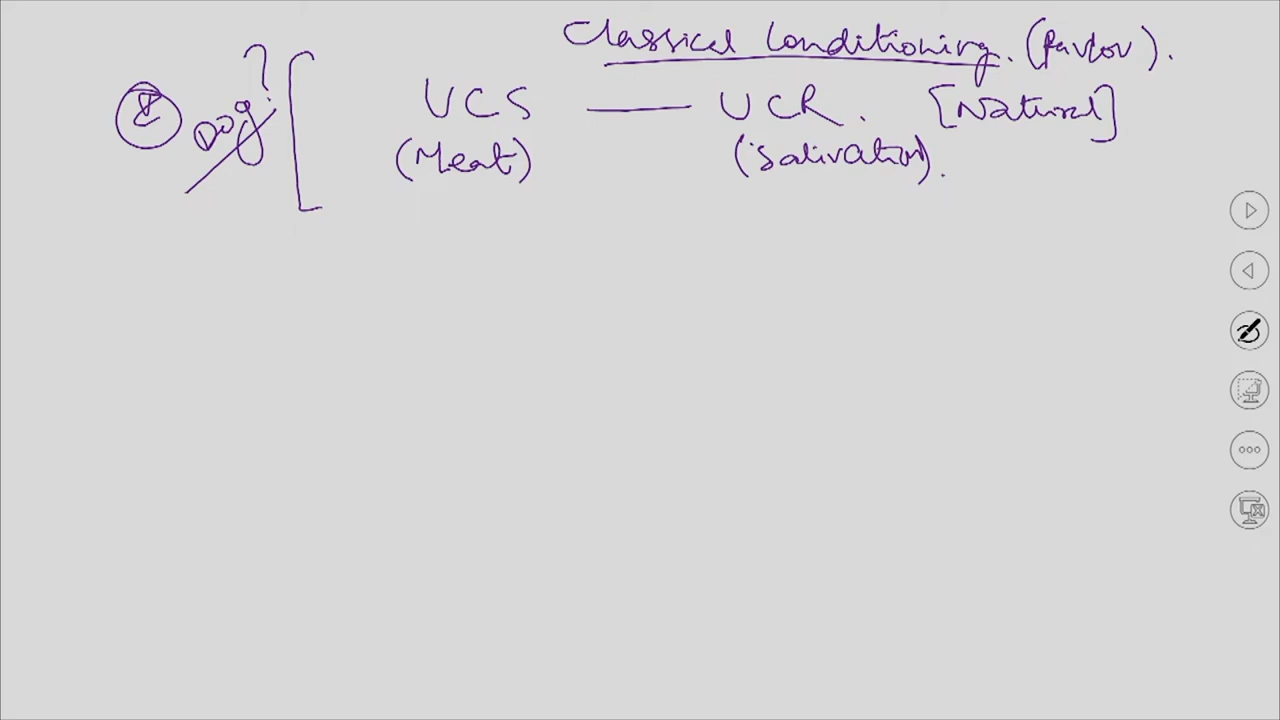 Classical Conditioning. (Pavlov).
Dog ?
UCS — UCR. [Natural]
(Meat) (Salivation).